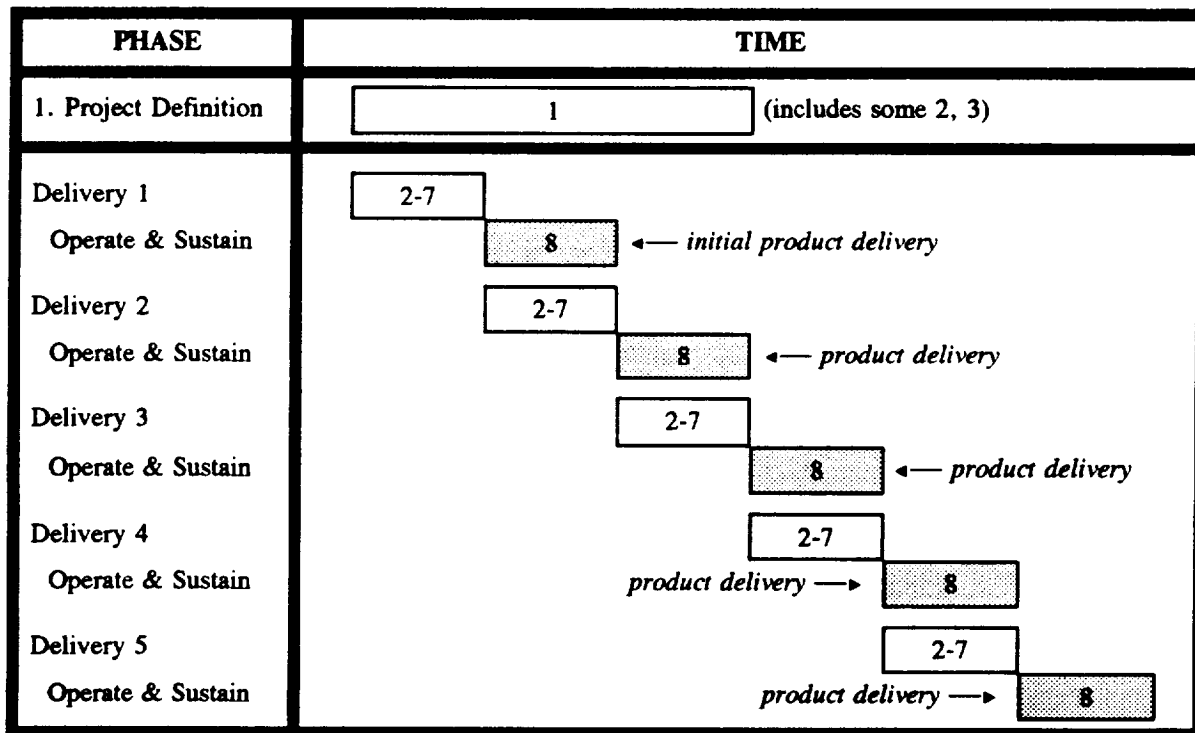 PHASE TIME
1. Project Definition 1 (includes some 2, 3)
Delivery 1 2-7
Operate & Sustain 8 ← initial product delivery
Delivery 2 2-7
Operate & Sustain 8 ← product delivery
Delivery 3 2-7
Operate & Sustain 8 ← product delivery
Delivery 4 2-7
Operate & Sustain product delivery → 8
Delivery 5 2-7
Operate & Sustain product delivery → 8